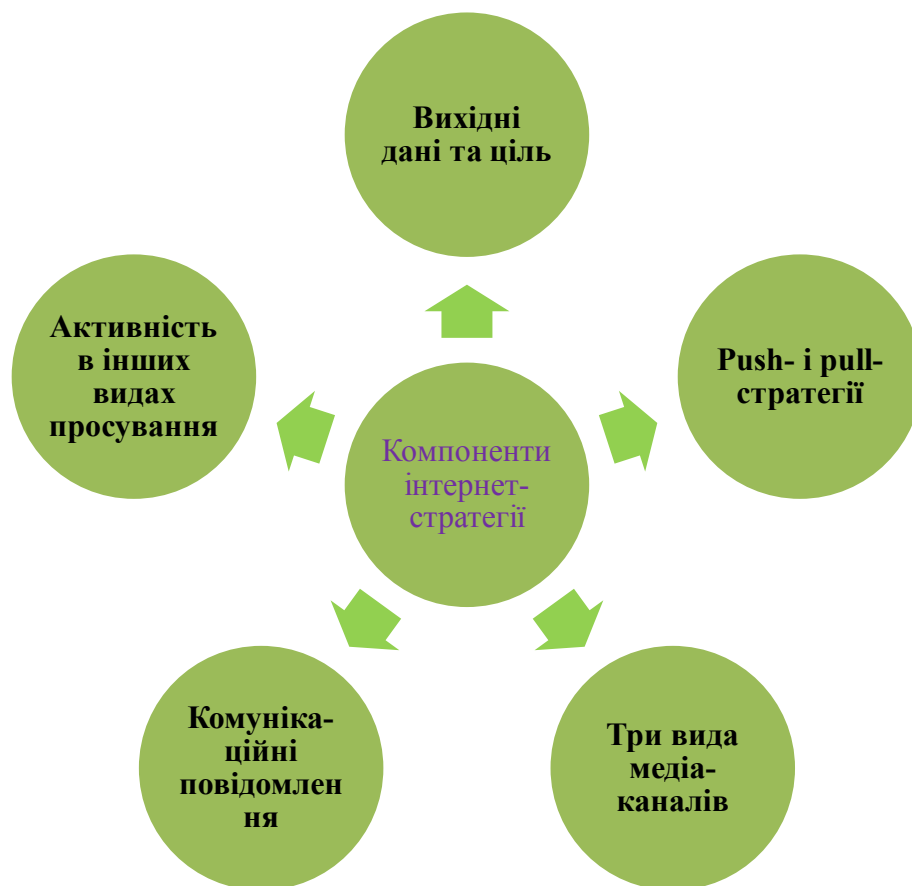 Вихідні
дані та ціль
Активність
в інших
видах
просування
Push- і pull-
стратегії
Компоненти
інтернет-
стратегії
Комуніка-
ційні
повідомлен
ня
Три вида
медіа-
каналів